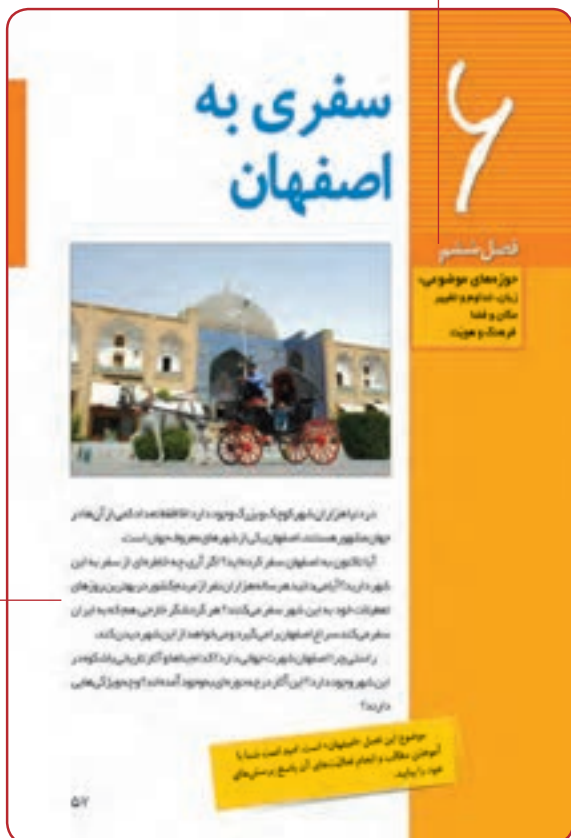 سفری به
اصفهان
۶
فصل ششم
حوزه‌های موضوعی:
زمان، تداوم و تغییر
مکان و فضا
فرهنگ و هویّت
در دنیا هزاران شهر کوچک و بزرگ وجود دارد؛ امّا فقط تعداد کمی از آن‌ها در
جهان مشهور هستند. اصفهان یکی از شهرهای معروف جهان است.
آیا تاکنون به اصفهان سفر کرده‌اید؟ اگر آری چه خاطره‌ای از سفر به این
شهر دارید؟ آیا می‌دانید هر ساله هزاران نفر از مردم کشور در بهترین روزهای
تعطیلات خود به این شهر سفر می‌کنند؟ هر گردشگر خارجی هم که به ایران
سفر می‌کند، سراغ اصفهان را می‌گیرد و می‌خواهد از این شهر دیدن کند.
راستی چرا اصفهان شهرت جهانی دارد؟ کدام بناها و آثار تاریخی باشکوه در
این شهر وجود دارد؟ این آثار در چه دوره‌ای به وجود آمده‌اند؟ و چه ویژگی‌هایی
دارند؟
موضوع این فصل «اصفهان» است. امید است شما با
آموختن مطالب و انجام فعالیّت‌های آن پاسخ پرسش‌های
خود را بیابید.
۵۷